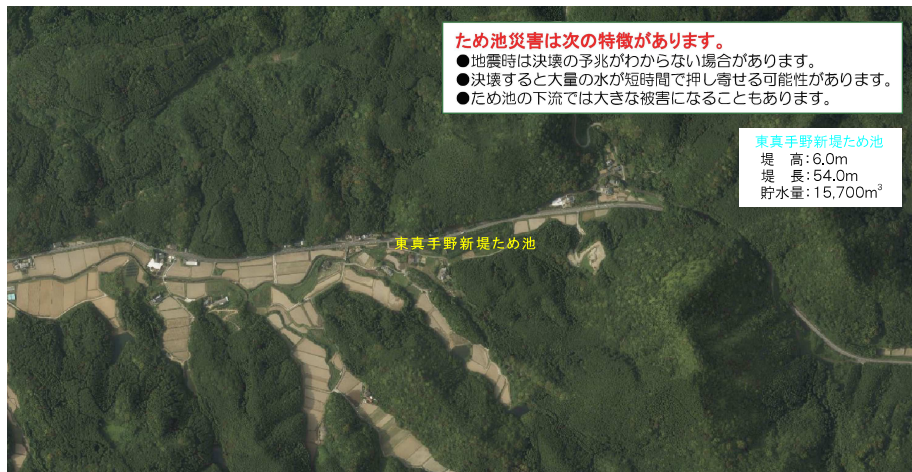 ため池災害は次の特徴があります。
●地震時は決壊の予兆がわからない場合があります。
●決壊すると大量の水が短時間で押し寄せる可能性があります。
●ため池の下流では大きな被害になることもあります。
東真手野新堤ため池
堤　高：6.0m
堤　長：54.0m
貯水量：15,700m³
東真手野新堤ため池